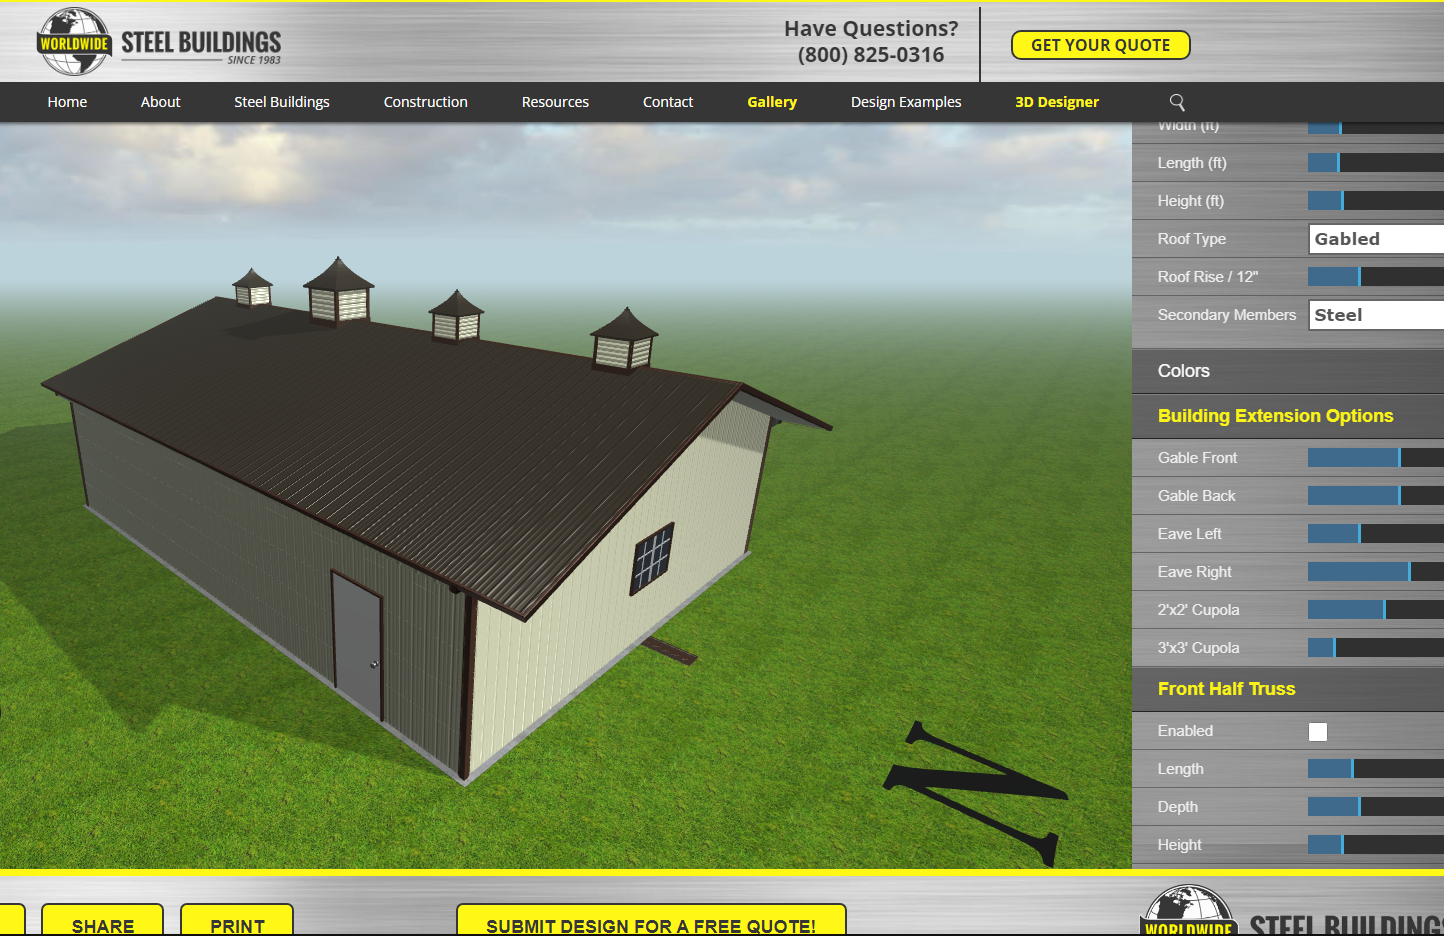 WORLDWIDE
STEEL BUILDINGS
SINCE 1983
Have Questions?
(800) 825-0316
GET YOUR QUOTE
Home
About
Steel Buildings
Construction
Resources
Contact
Gallery
Design Examples
3D Designer
Width (ft)
Length (ft)
Height (ft)
Roof Type
Gabled
Roof Rise / 12"
Secondary Members
Steel
Colors
Building Extension Options
Gable Front
Gable Back
Eave Left
Eave Right
2'x2' Cupola
3'x3' Cupola
Front Half Truss
Enabled
Length
Depth
Height
N
SHARE
PRINT
SUBMIT DESIGN FOR A FREE QUOTE!
WORLDWIDE
STEEL BUILDINGS